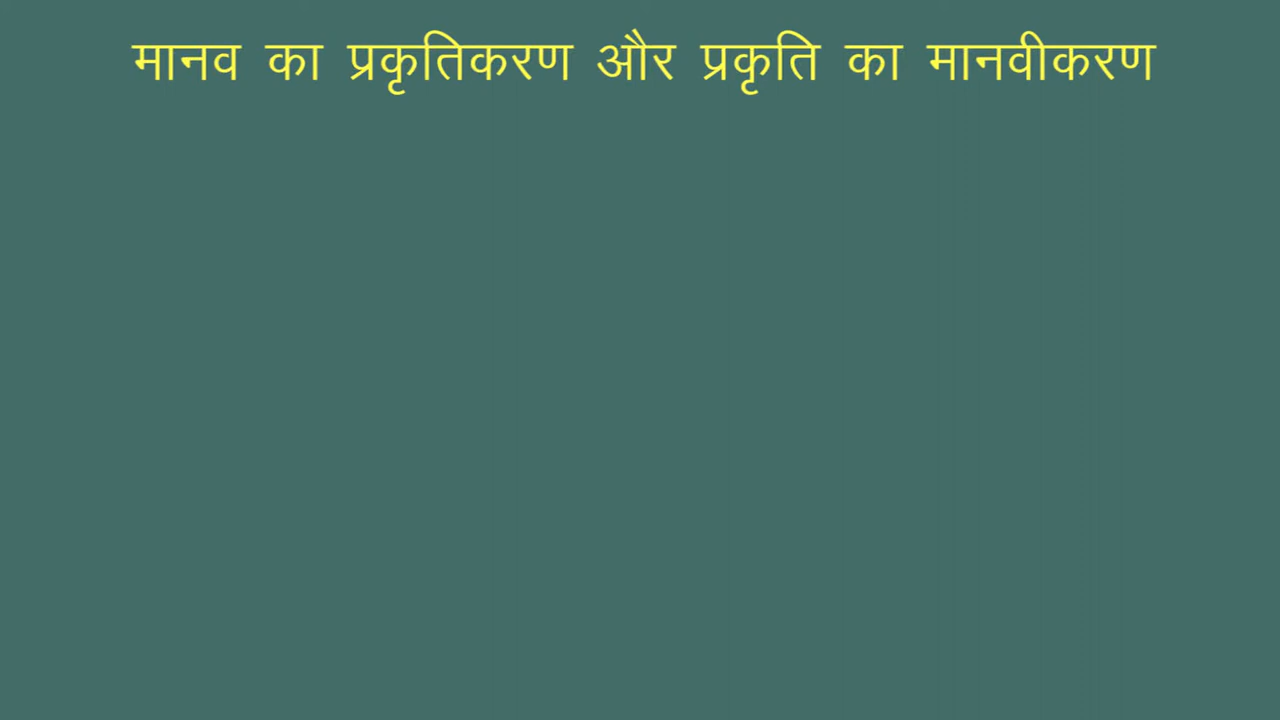 मानव का प्रकृतिकरण और प्रकृति का मानवीकरण